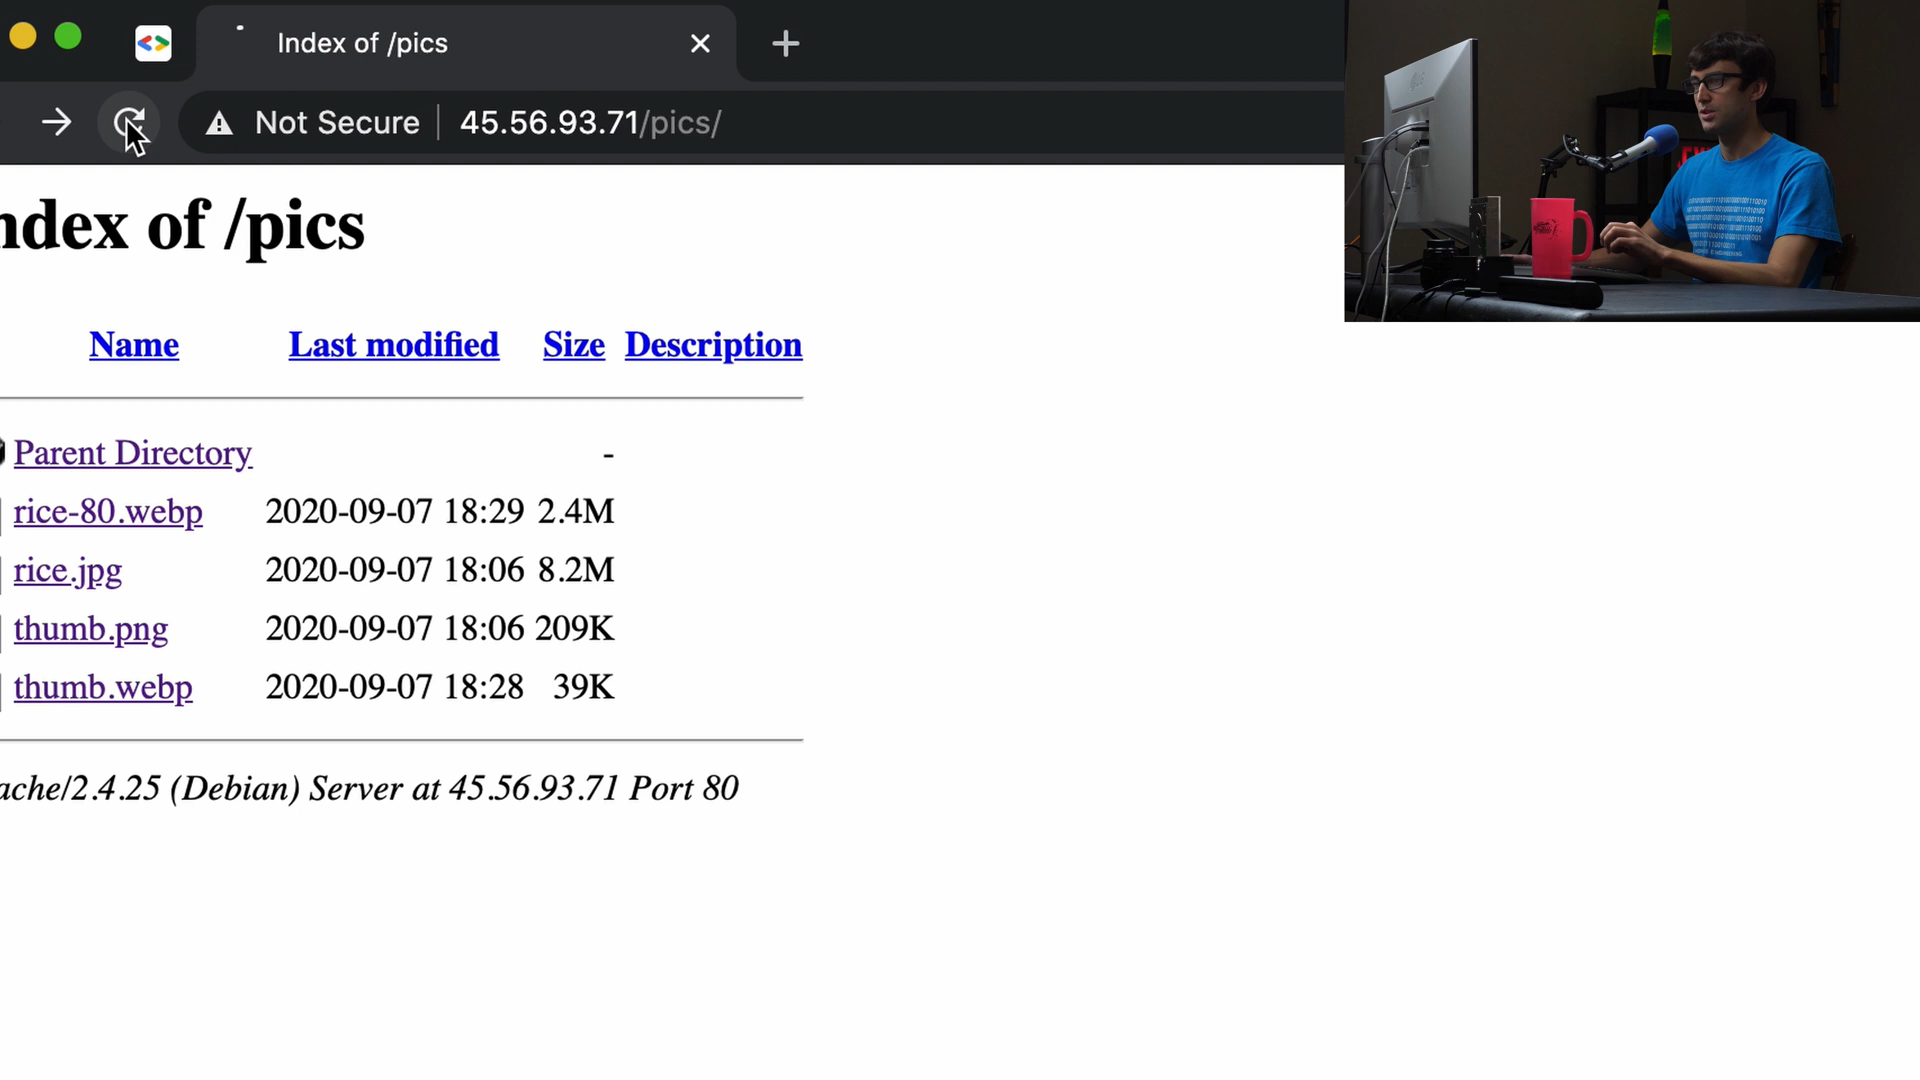 Index of /pics
Not Secure 45.56.93.71/pics/
ndex of /pics
Name Last modified Size Description
Parent Directory -
rice-80.webp 2020-09-07 18:29 2.4M
rice.jpg 2020-09-07 18:06 8.2M
thumb.png 2020-09-07 18:06 209K
thumb.webp 2020-09-07 18:28 39K
ache/2.4.25 (Debian) Server at 45.56.93.71 Port 80